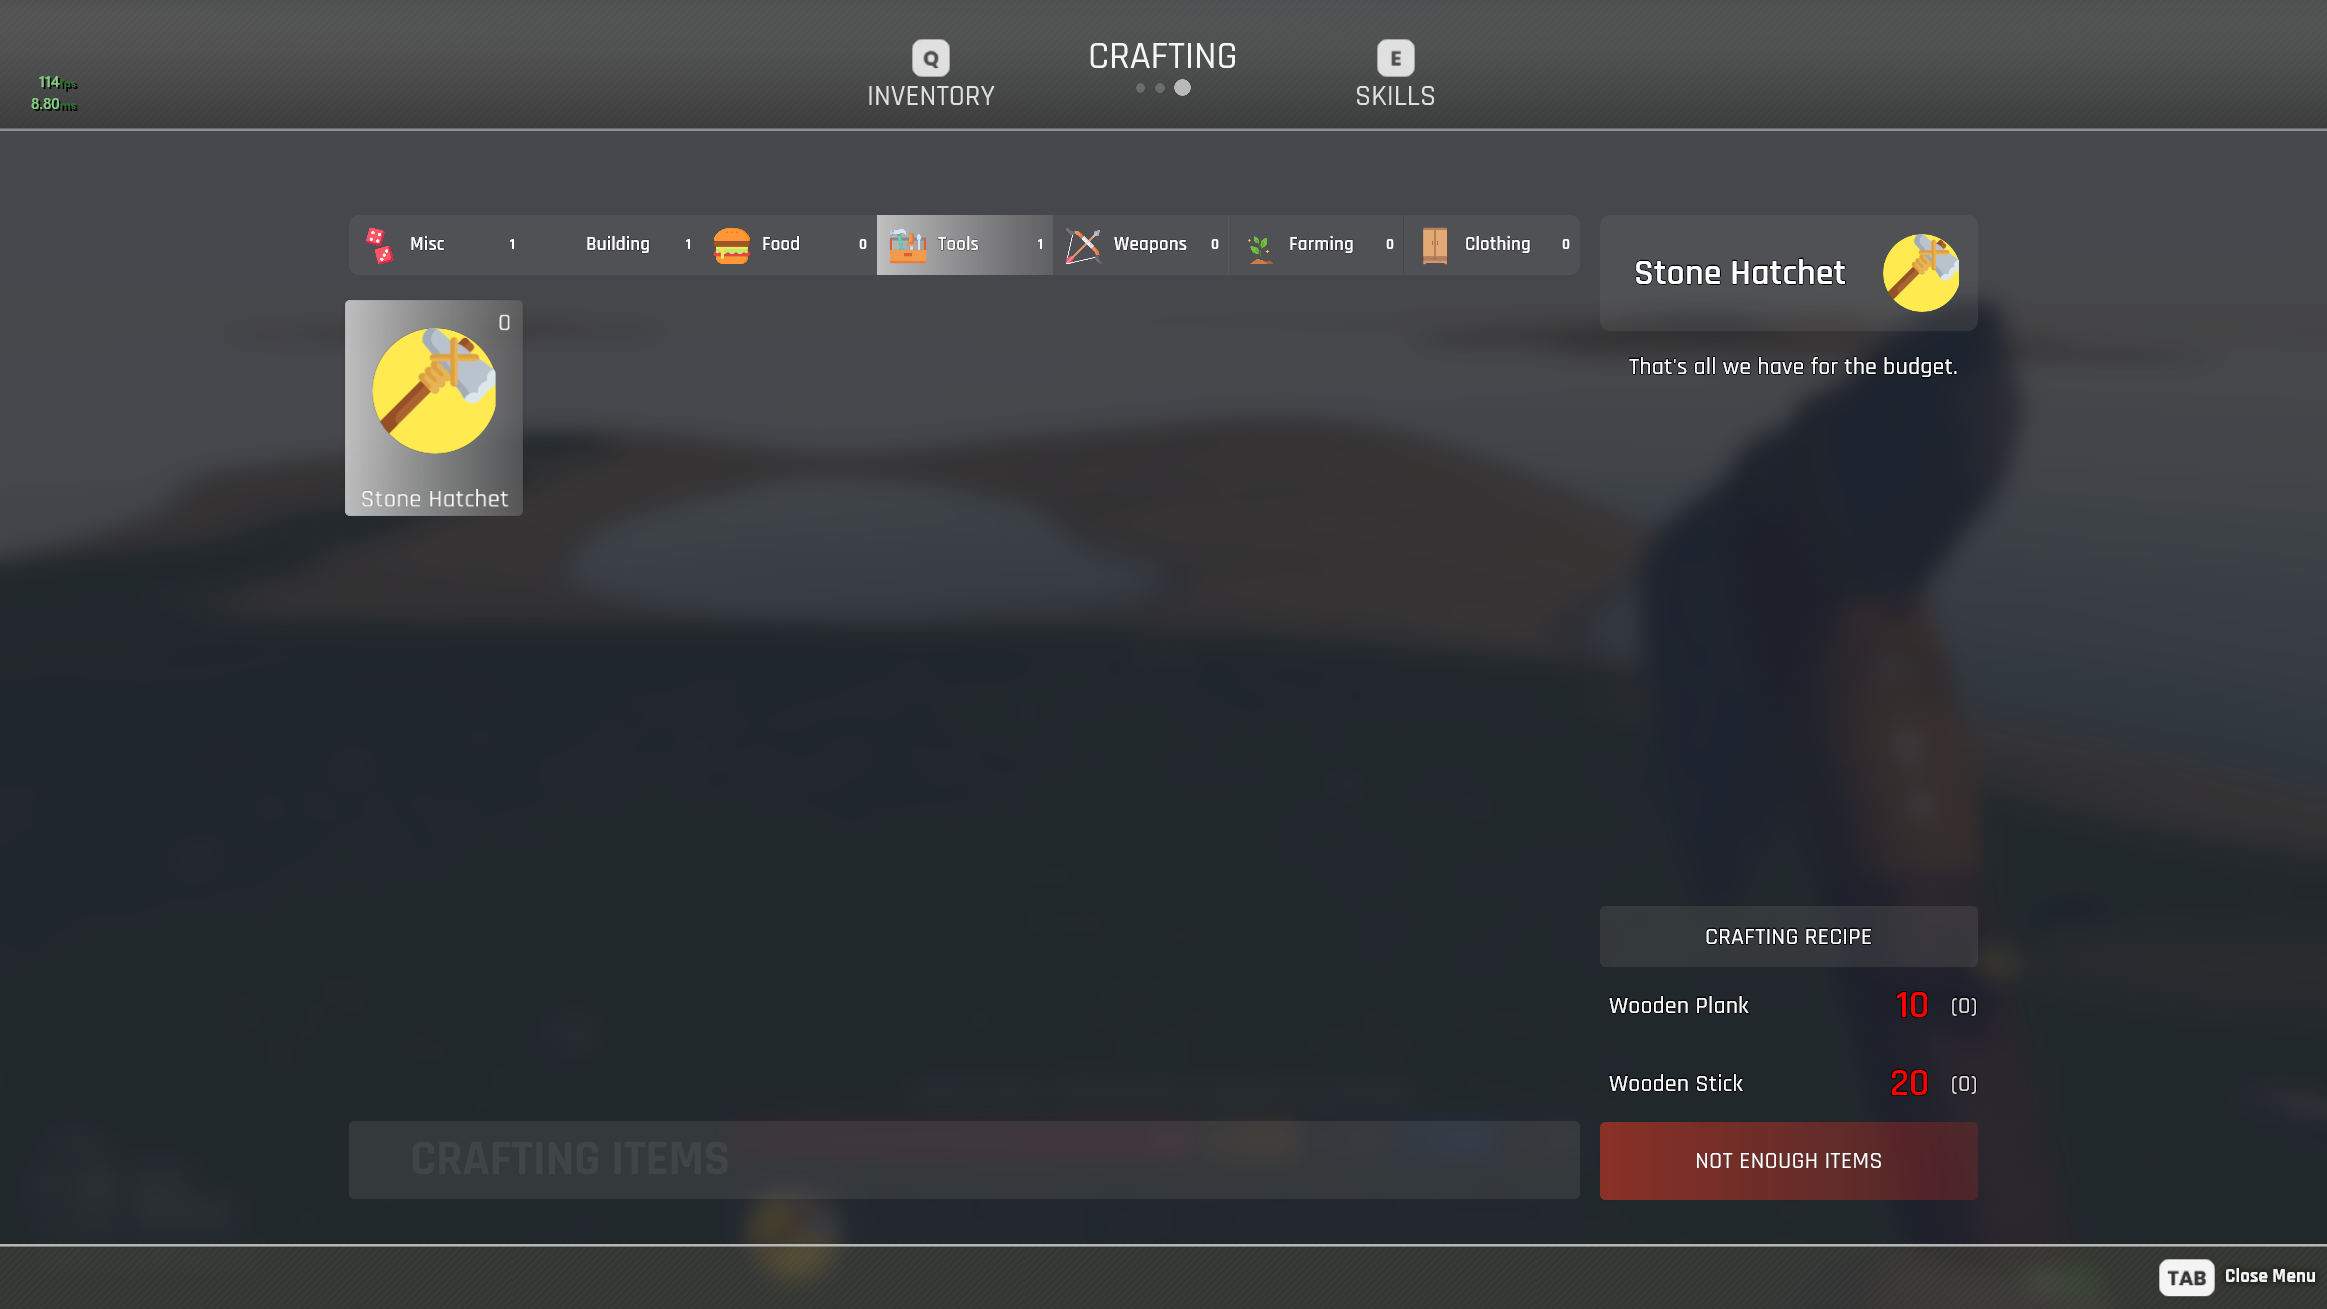 114fps
8.80ms
Q
INVENTORY
CRAFTING
E
SKILLS
Misc 1
Building 1
Food 0
Tools 1
Weapons 0
Farming 0
Clothing 0
0
Stone Hatchet
Stone Hatchet
That's all we have for the budget.
CRAFTING RECIPE
Wooden Plank 10 (0)
Wooden Stick 20 (0)
CRAFTING ITEMS
NOT ENOUGH ITEMS
TAB Close Menu